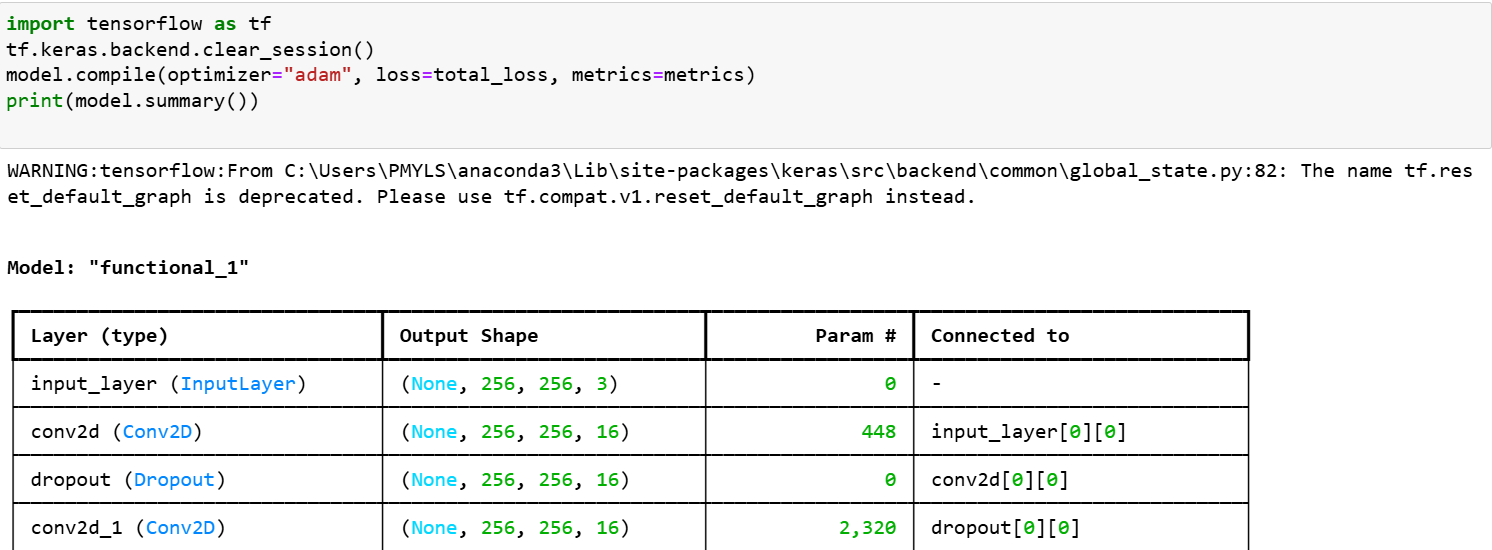 import tensorflow as tf
tf.keras.backend.clear_session()
model.compile(optimizer="adam", loss=total_loss, metrics=metrics)
print(model.summary())
WARNING:tensorflow:From C:\Users\PMYLS\anaconda3\Lib\site-packages\keras\src\backend\common\global_state.py:82: The name tf.res
et_default_graph is deprecated. Please use tf.compat.v1.reset_default_graph instead.
Model: "functional_1"
Layer (type) Output Shape Param # Connected to
input_layer (InputLayer) (None, 256, 256, 3) 0 -
conv2d (Conv2D) (None, 256, 256, 16) 448 input_layer[0][0]
dropout (Dropout) (None, 256, 256, 16) 0 conv2d[0][0]
conv2d_1 (Conv2D) (None, 256, 256, 16) 2,320 dropout[0][0]